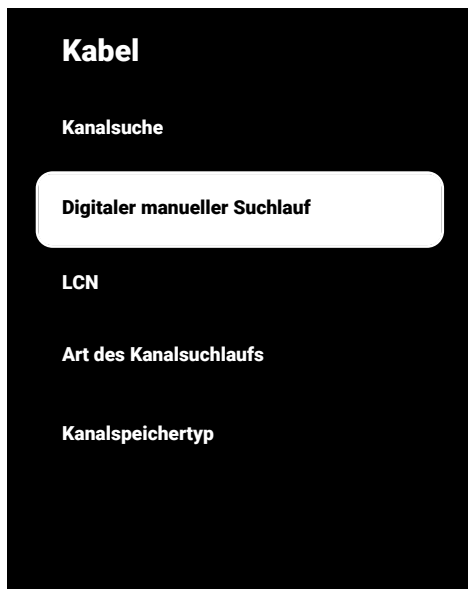 Kabel
Kanalsuche
Digitaler manueller Suchlauf
LCN
Art des Kanalsuchlaufs
Kanalspeichertyp